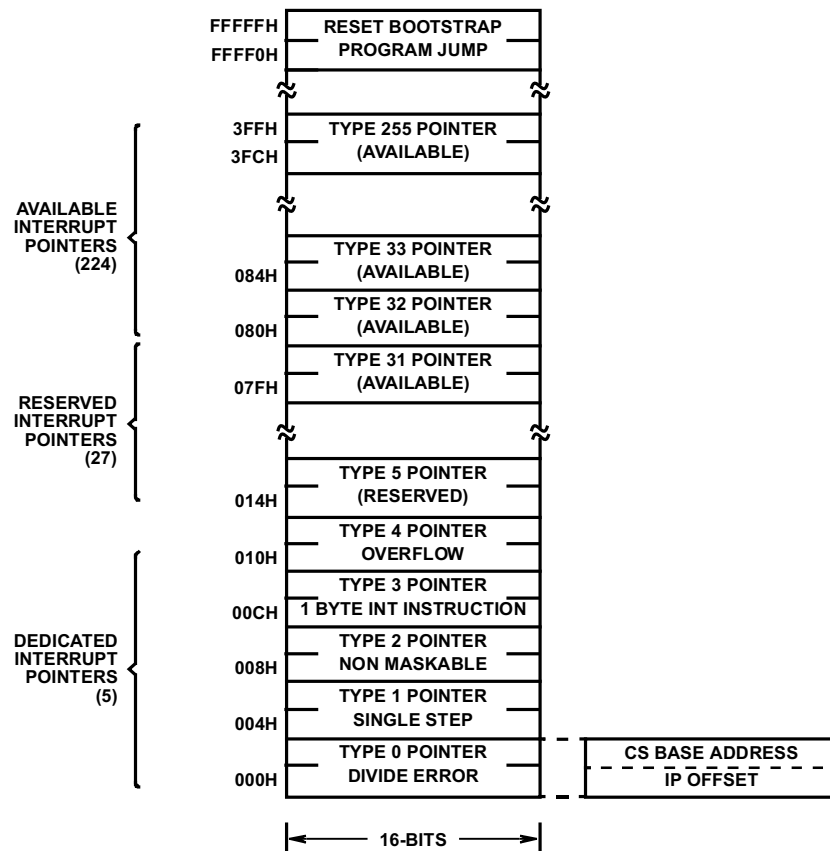 FFFFFH
RESET BOOTSTRAP
FFFF0H
PROGRAM JUMP
3FFH
TYPE 255 POINTER
3FCH
(AVAILABLE)
AVAILABLE
INTERRUPT
POINTERS
(224)
TYPE 33 POINTER
084H
(AVAILABLE)
TYPE 32 POINTER
080H
(AVAILABLE)
TYPE 31 POINTER
07FH
(AVAILABLE)
RESERVED
INTERRUPT
POINTERS
(27)
TYPE 5 POINTER
014H
(RESERVED)
TYPE 4 POINTER
010H
OVERFLOW
TYPE 3 POINTER
00CH
1 BYTE INT INSTRUCTION
DEDICATED
INTERRUPT
POINTERS
(5)
TYPE 2 POINTER
008H
NON MASKABLE
TYPE 1 POINTER
004H
SINGLE STEP
TYPE 0 POINTER
000H
DIVIDE ERROR
CS BASE ADDRESS
IP OFFSET
16-BITS